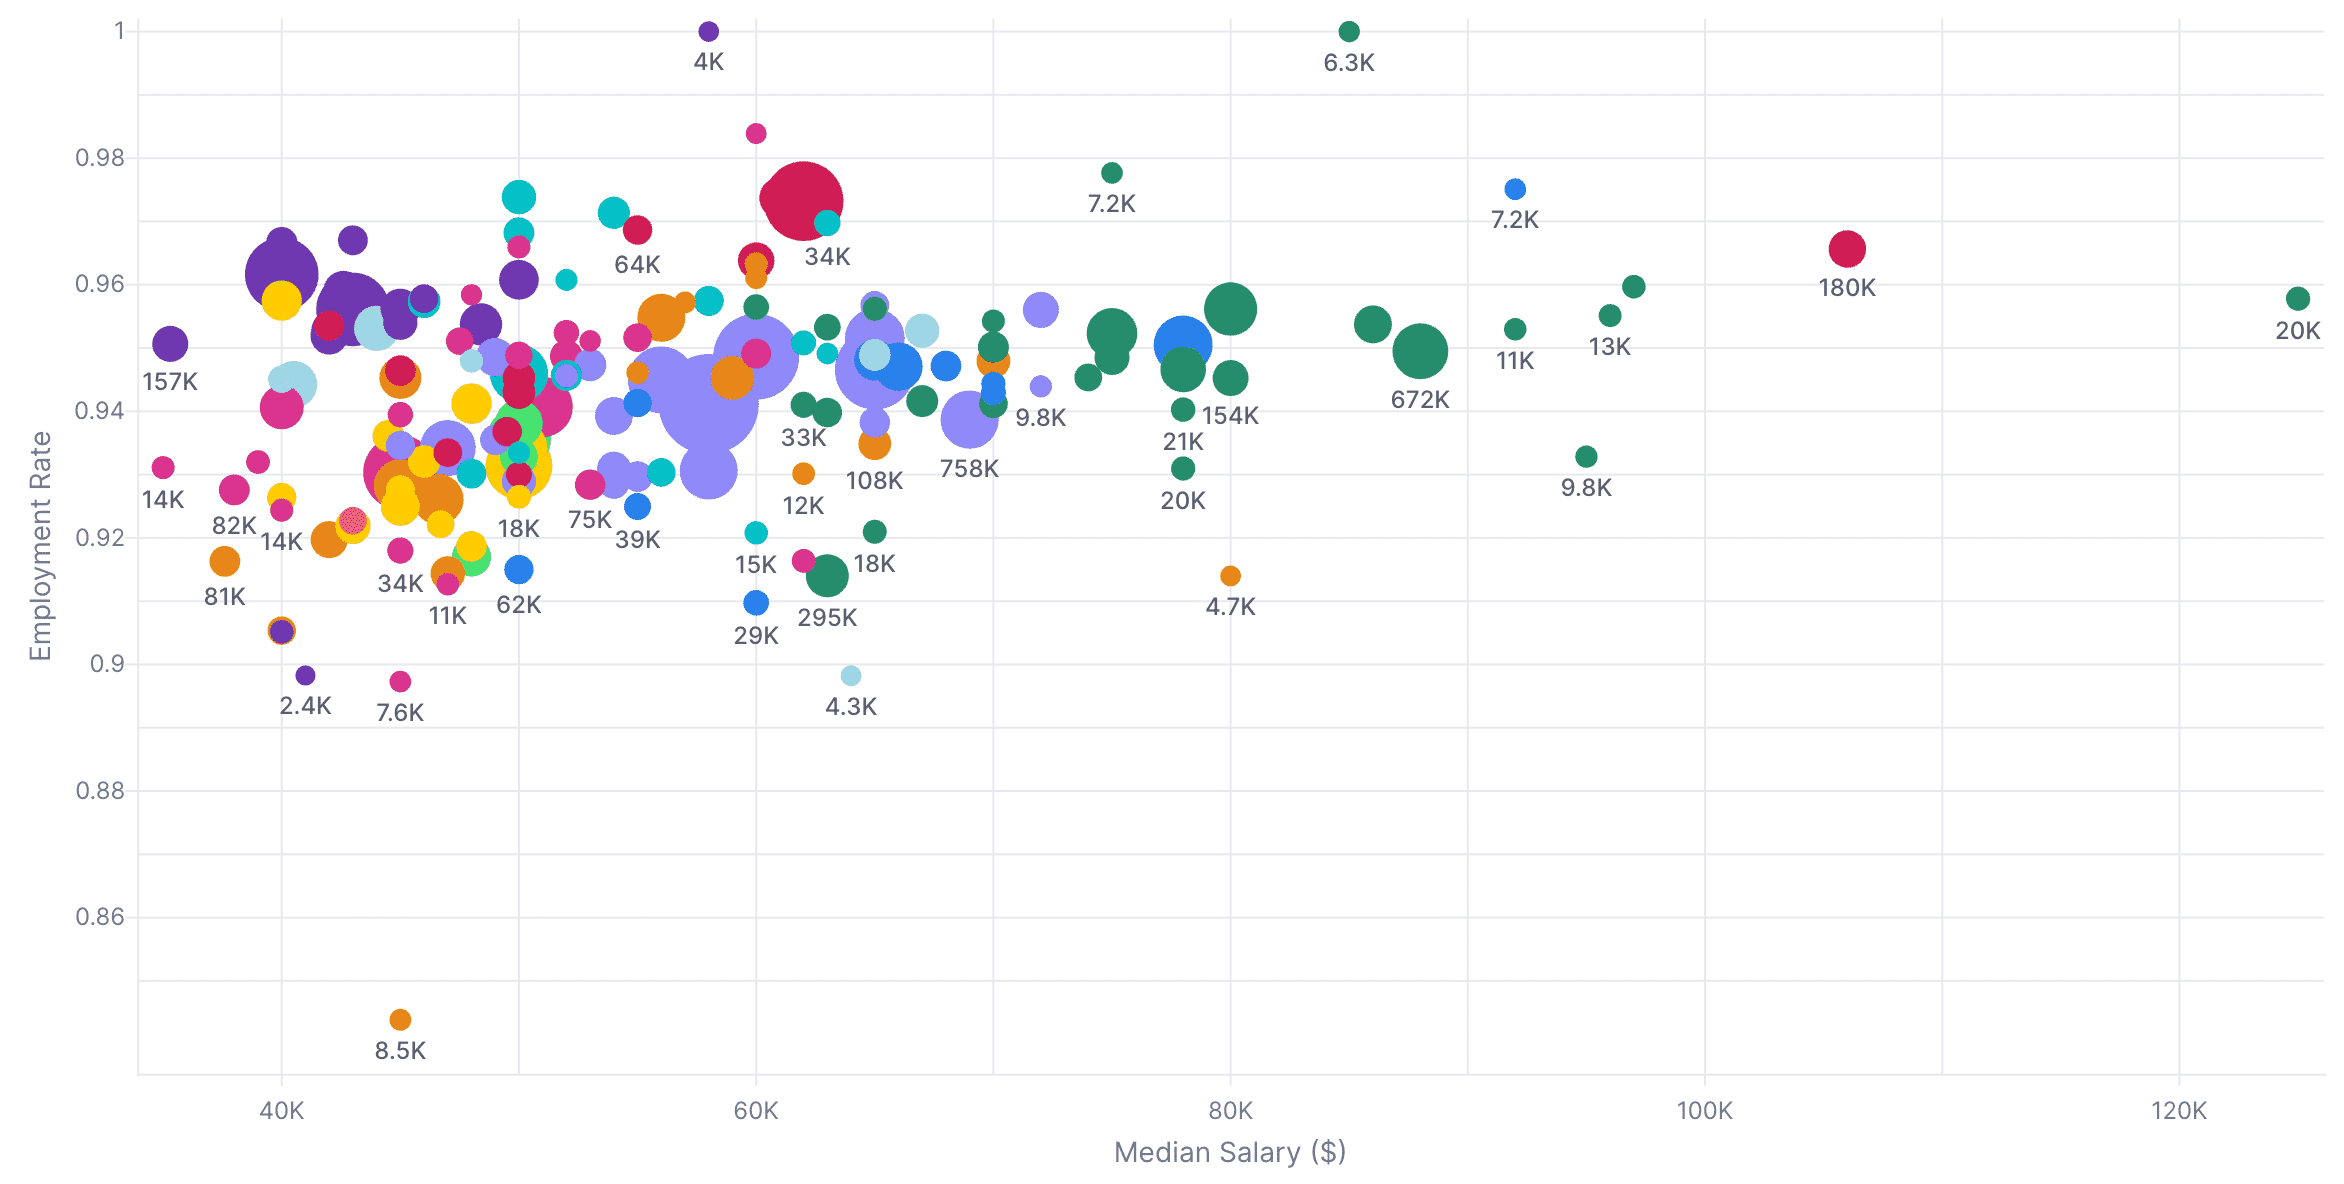 1
4K
6.3K
0.98
7.2K
7.2K
64K
34K
0.96
180K
20K
157K
11K
13K
672K
0.94
9.8K
154K
33K
21K
758K
108K
14K
9.8K
82K
12K
20K
14K
18K
75K
39K
0.92
15K
18K
34K
81K
11K
62K
4.7K
295K
29K
0.9
2.4K
7.6K
4.3K
0.88
0.86
8.5K
Employment Rate
40K 60K 80K 100K 120K
Median Salary ($)